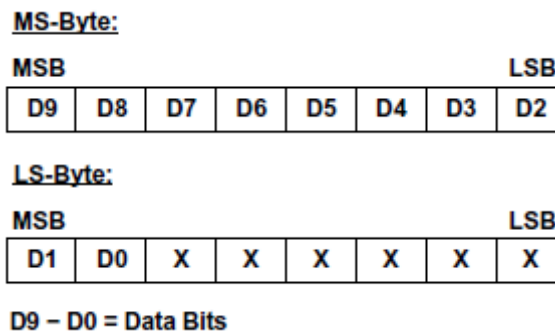 MS-Byte:
MSB LSB
D9 D8 D7 D6 D5 D4 D3 D2
LS-Byte:
MSB LSB
D1 D0 X X X X X X
D9 – D0 = Data Bits